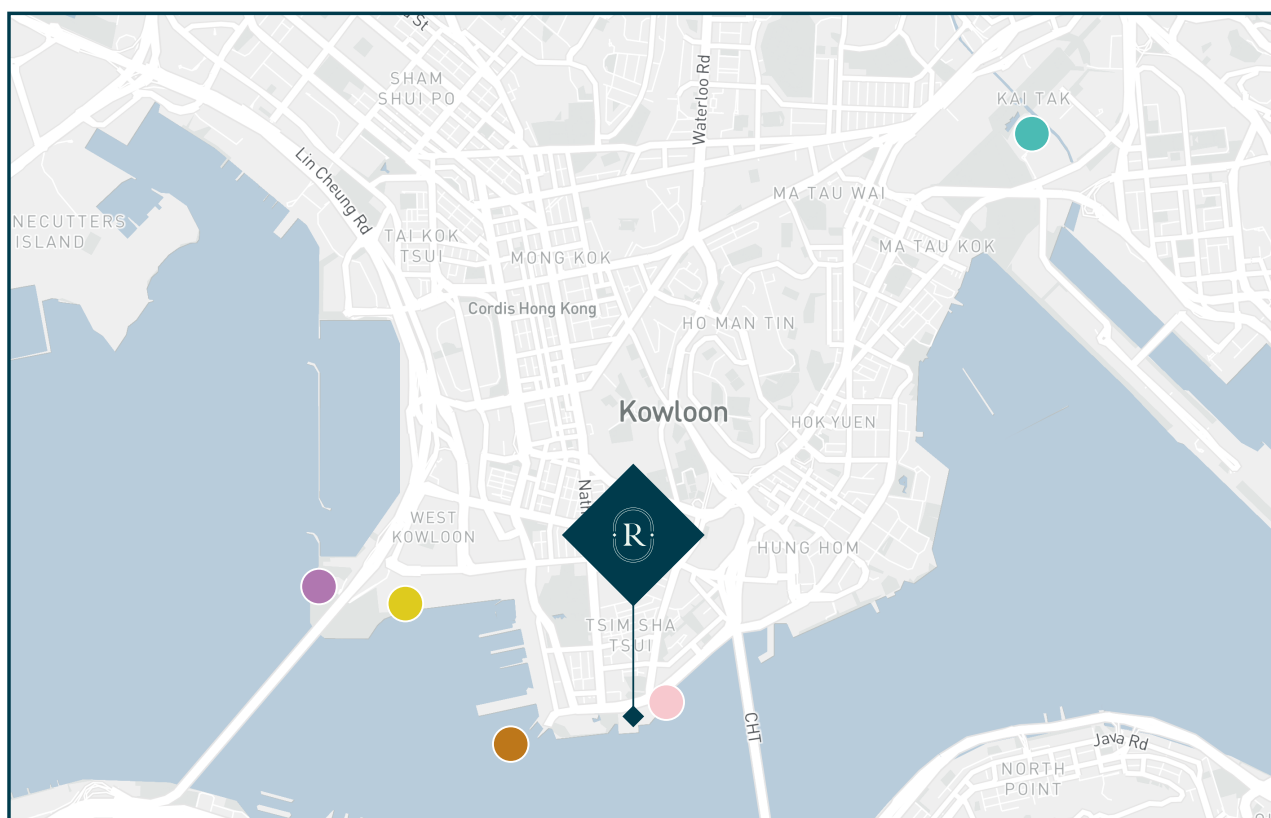 SHAM
SHUI PO
St
Waterloo Rd
KAI TAK
Lin Cheung Rd
MA TAU WAI
NECUTTERS
ISLAND
TAI KOK
TSUI
MONG KOK
MA TAU KOK
Cordis Hong Kong
HO MAN TIN
Kowloon
HOK YUEN
Nath
WEST
KOWLOON
R
HUNG HOM
TSIM SHA
TSUI
CHT
Java Rd
NORTH
POINT